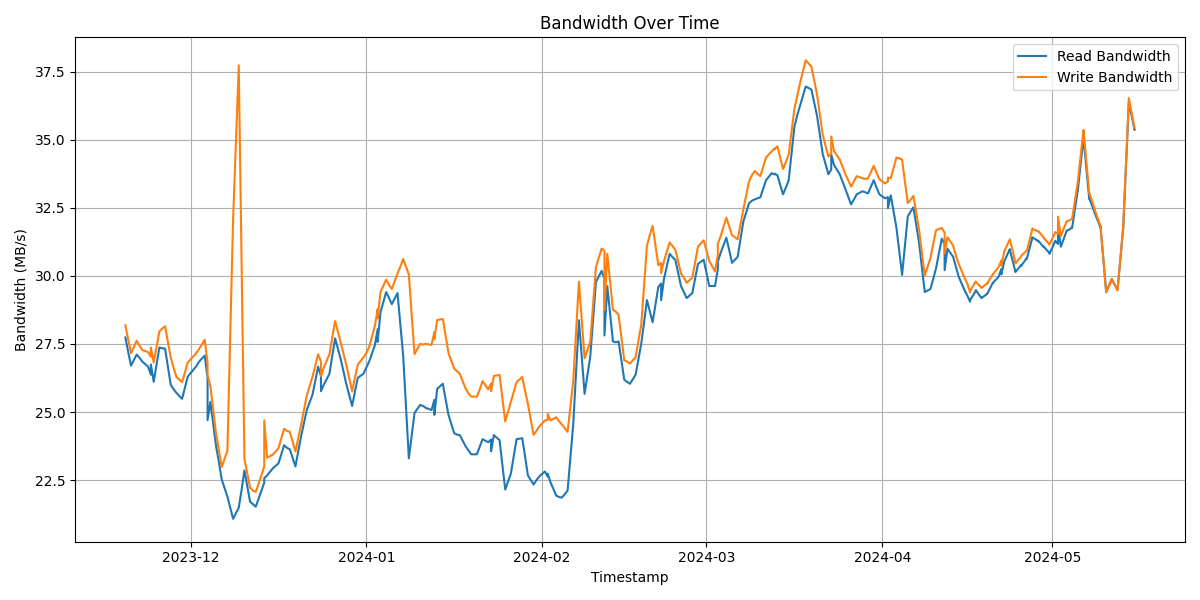 Bandwidth Over Time
Read Bandwidth
Write Bandwidth
37.5
35.0
32.5
30.0
27.5
25.0
22.5
Bandwidth (MB/s)
2023-12
2024-01
2024-02
2024-03
2024-04
2024-05
Timestamp